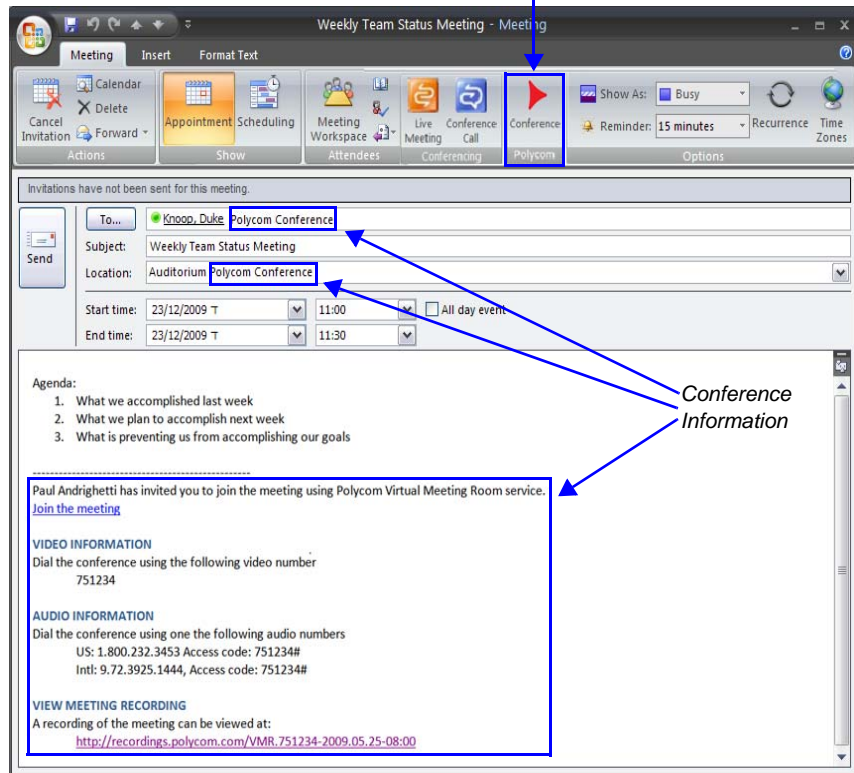 Weekly Team Status Meeting - Meeting
Meeting Insert Format Text
Cancel Invitation
Calendar
Delete
Forward
Actions
Appointment
Scheduling
Show
Meeting Workspace
Attendees
Live Meeting
Conference Call
Conferencing
Conference
Polycom
Show As: Busy
Reminder: 15 minutes
Recurrence
Time Zones
Options
Invitations have not been sent for this meeting.
Send
To... Knoop, Duke Polycom Conference
Subject: Weekly Team Status Meeting
Location: Auditorium Polycom Conference
Start time: 23/12/2009 ד 11:00 All day event
End time: 23/12/2009 ד 11:30
Agenda:
1. What we accomplished last week
2. What we plan to accomplish next week
3. What is preventing us from accomplishing our goals
Conference
Information
--------------------------------------------------
Paul Andrighetti has invited you to join the meeting using Polycom Virtual Meeting Room service.
Join the meeting
VIDEO INFORMATION
Dial the conference using the following video number
751234
AUDIO INFORMATION
Dial the conference using one the following audio numbers
US: 1.800.232.3453 Access code: 751234#
Intl: 9.72.3925.1444, Access code: 751234#
VIEW MEETING RECORDING
A recording of the meeting can be viewed at:
http://recordings.polycom.com/VMR.751234-2009.05.25-08:00